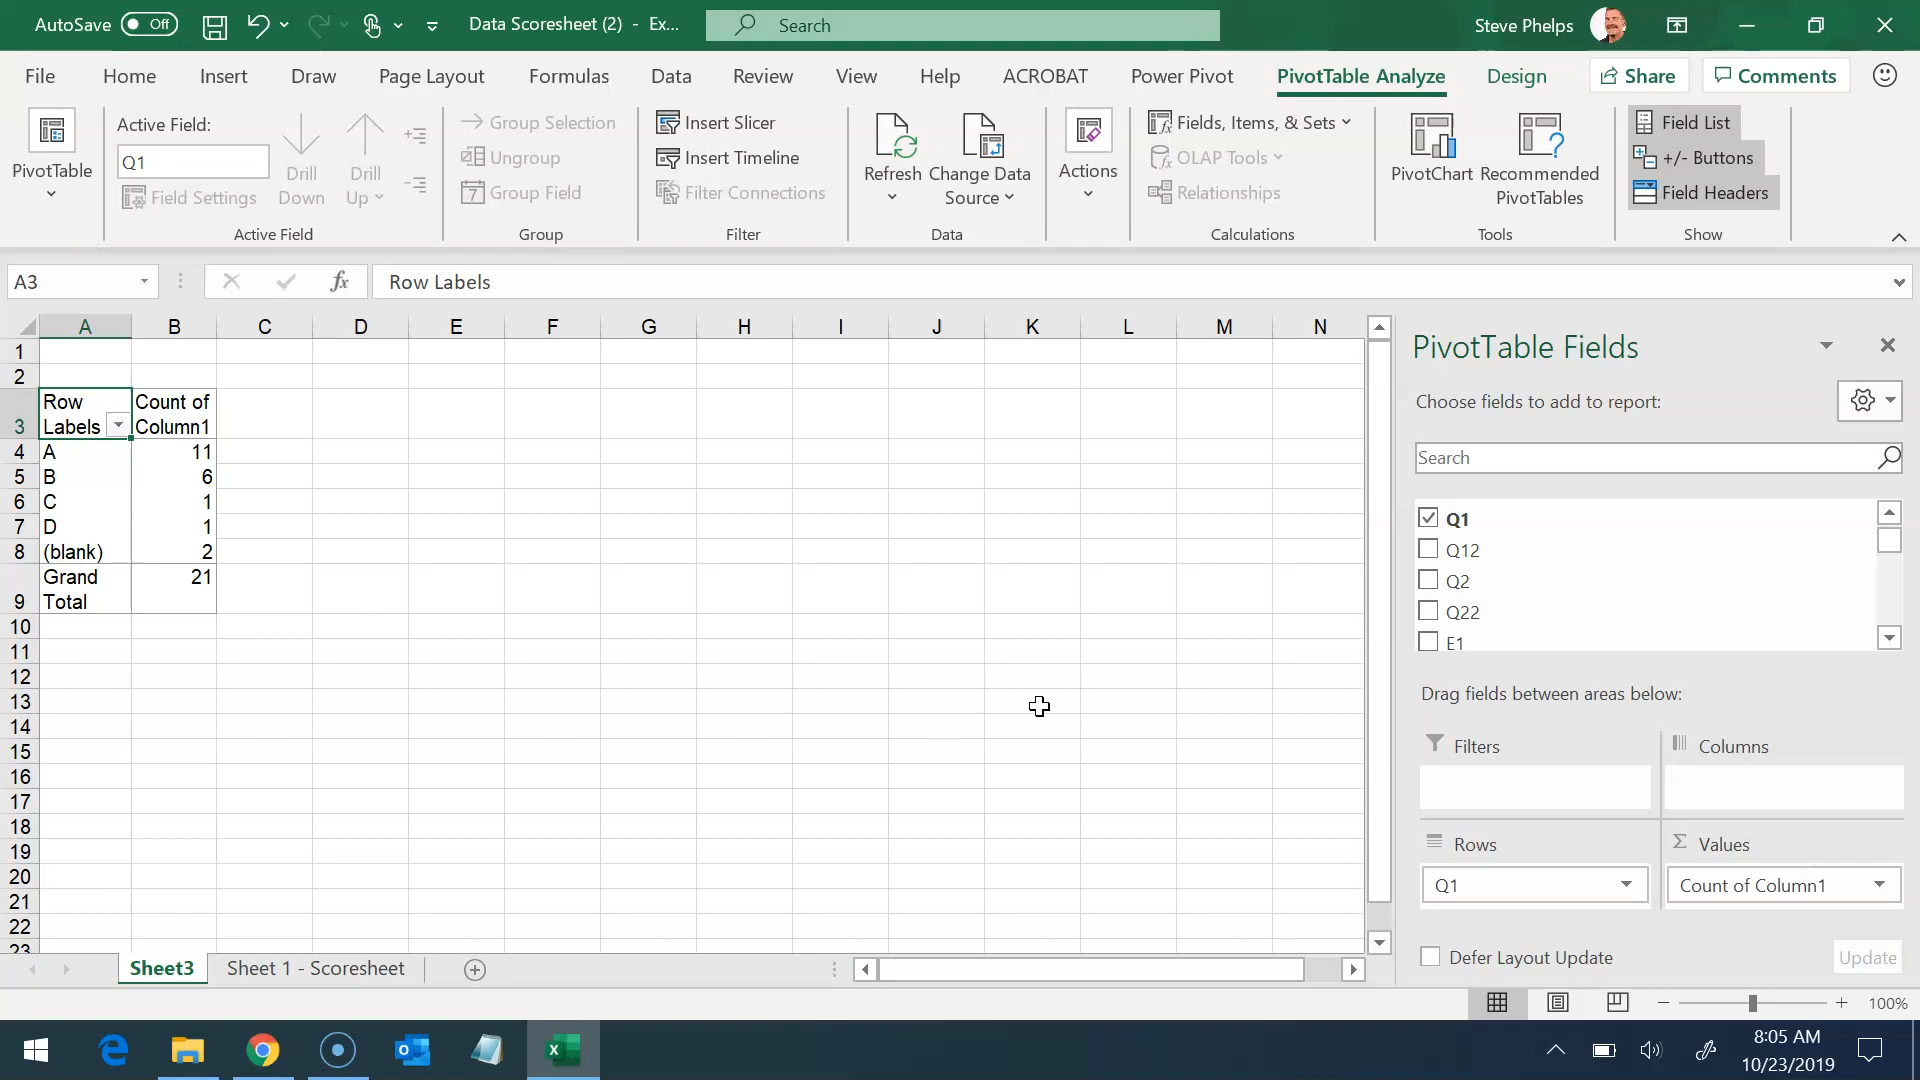 AutoSave Off Data Scoresheet (2) - Ex... Search Steve Phelps
File Home Insert Draw Page Layout Formulas Data Review View Help ACROBAT Power Pivot PivotTable Analyze Design Share Comments
PivotTable
Active Field:
Q1
Field Settings
Drill
Down
Drill
Up
Active Field
Group Selection
Ungroup
7 Group Field
Group
Insert Slicer
Insert Timeline
Filter Connections
Filter
Refresh
Change Data
Source
Data
Actions
Fields, Items, & Sets
OLAP Tools
Relationships
Calculations
PivotChart
Recommended
PivotTables
Tools
Field List
+/- Buttons
Field Headers
Show
A3 fx Row Labels
A B C D E F G H I J K L M N
1
2
3
Row
Labels
Count of
Column1
4 A 11
5 B 6
6 C 1
7 D 1
8 (blank) 2
9
Grand
Total
21
10
11
12
13
14
15
16
17
18
19
20
21
22
23
PivotTable Fields
Choose fields to add to report:
Search
Q1
Q12
Q2
Q22
E1
Drag fields between areas below:
Filters
Columns
Rows
Σ Values
Q1
Count of Column1
Defer Layout Update Update
Sheet3 Sheet 1 - Scoresheet
100%
8:05 AM
10/23/2019